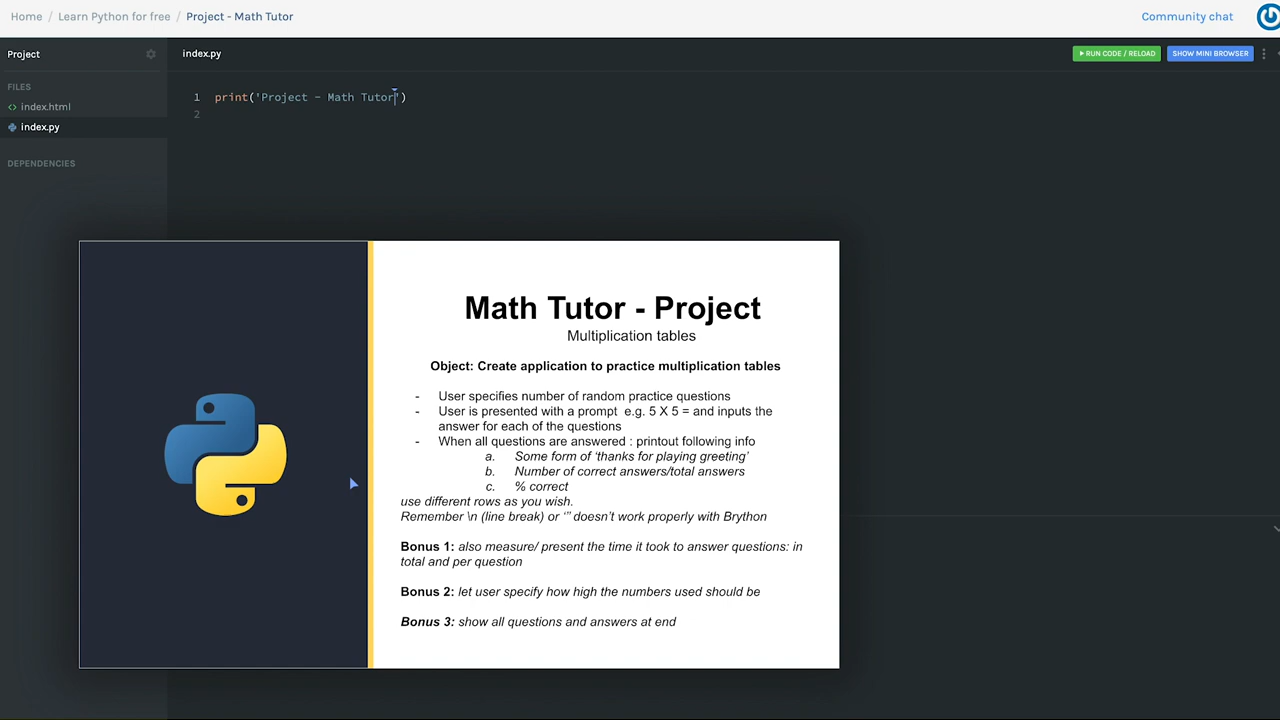 Home / Learn Python for free / Project - Math Tutor
Community chat
Project
index.py
RUN CODE / RELOAD
SHOW MINI BROWSER
FILES
<> index.html
index.py
DEPENDENCIES
1 print('Project - Math Tutor')
2
Math Tutor - Project
Multiplication tables
Object: Create application to practice multiplication tables
- User specifies number of random practice questions
- User is presented with a prompt e.g. 5 X 5 = and inputs the
answer for each of the questions
- When all questions are answered : printout following info
a. Some form of 'thanks for playing greeting'
b. Number of correct answers/total answers
c. % correct
use different rows as you wish.
Remember \n (line break) or ‘’’ doesn’t work properly with Brython
Bonus 1: also measure/ present the time it took to answer questions: in
total and per question
Bonus 2: let user specify how high the numbers used should be
Bonus 3: show all questions and answers at end